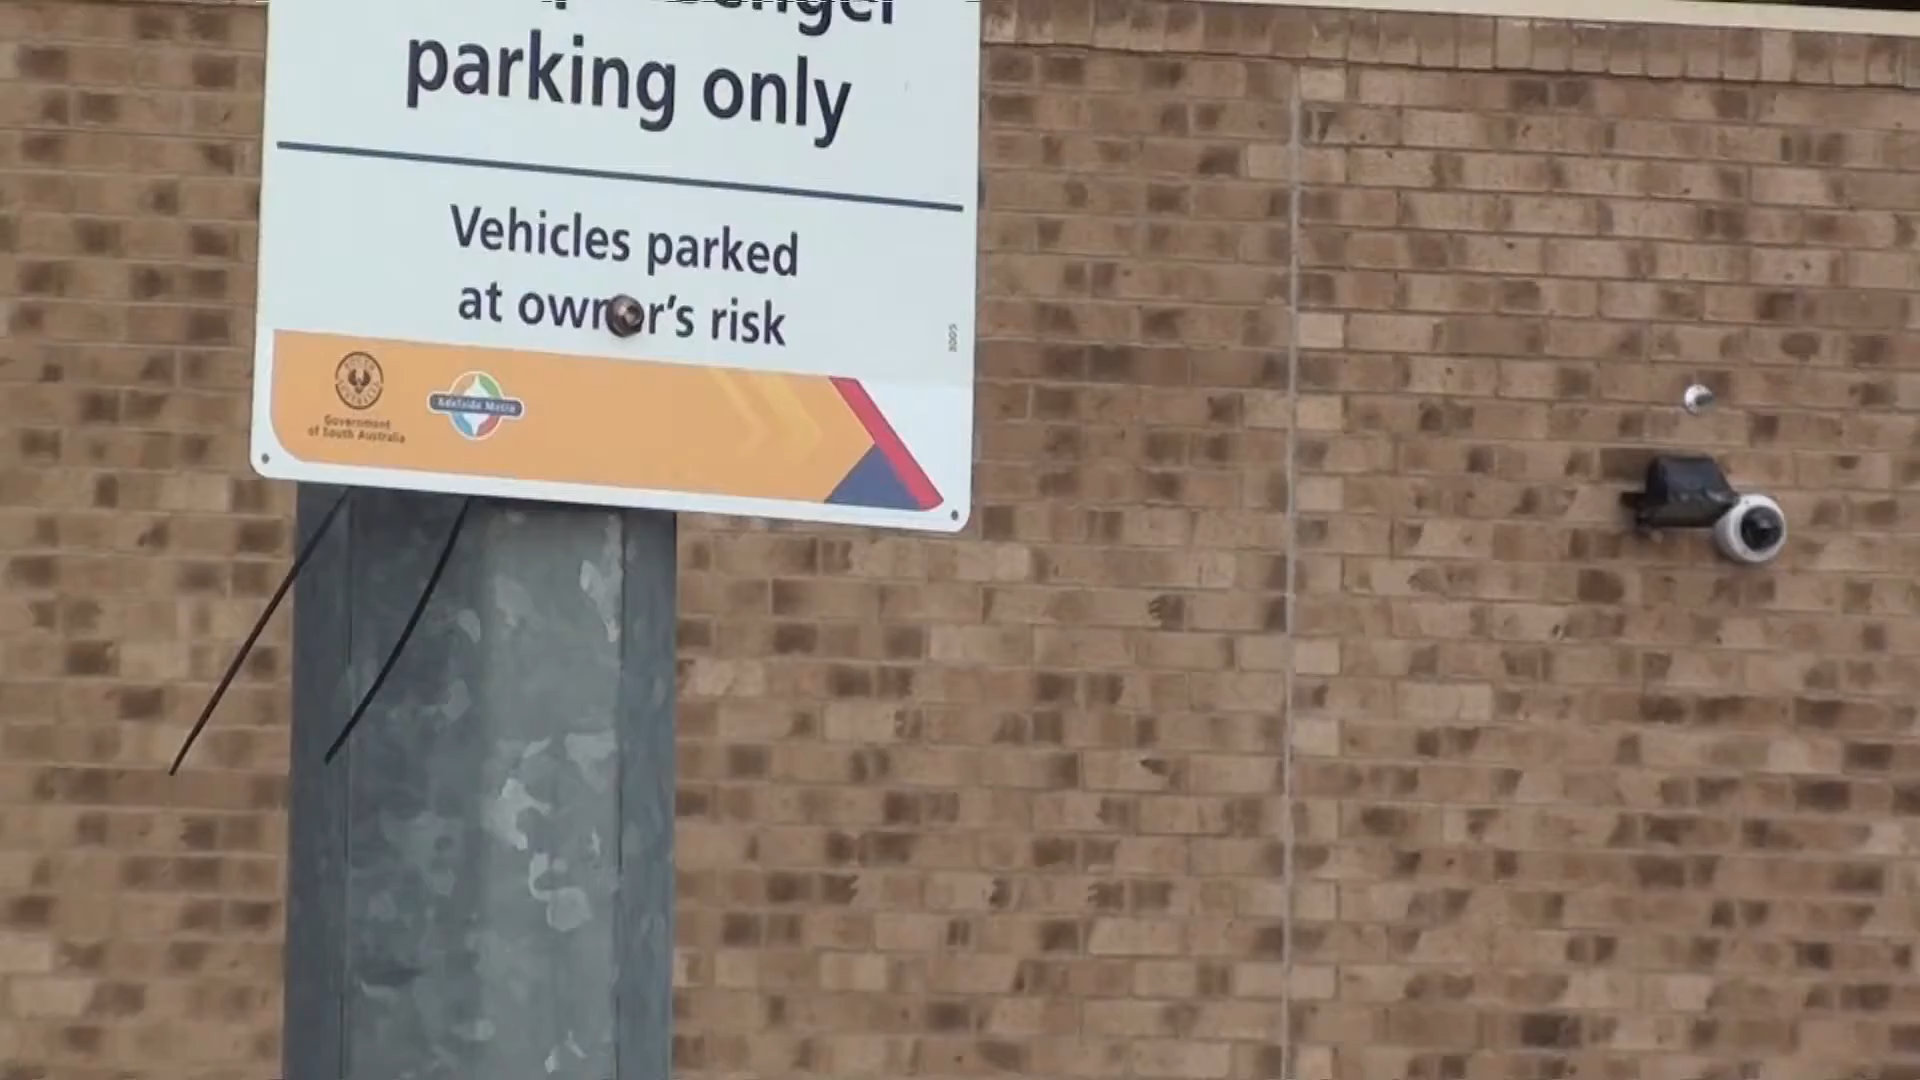 parking only
Vehicles parked
at owner's risk
Government
of South Australia
Adelaide Metro